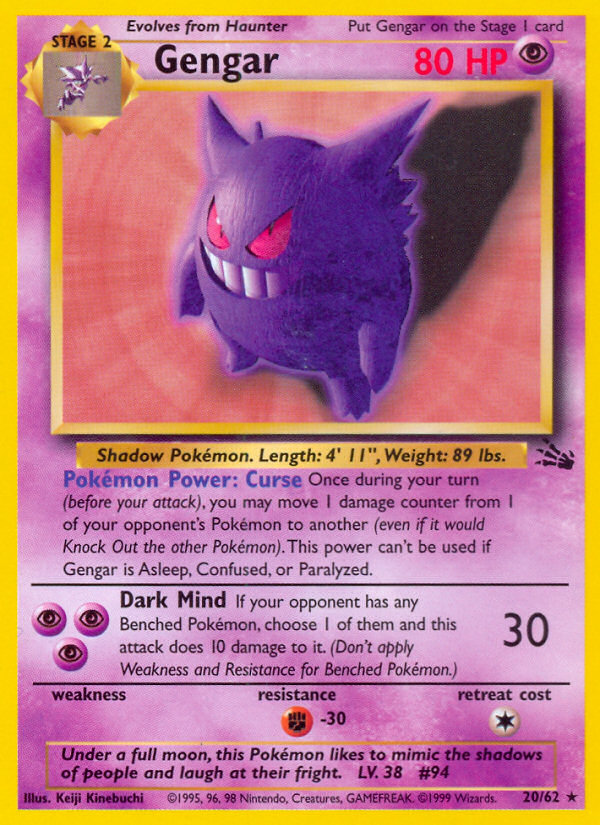 Evolves from Haunter
Put Gengar on the Stage 1 card
STAGE 2
Gengar
80 HP
Shadow Pokémon. Length: 4' 11", Weight: 89 lbs.
Pokémon Power: Curse Once during your turn
(before your attack), you may move 1 damage counter from 1
of your opponent's Pokémon to another (even if it would
Knock Out the other Pokémon). This power can't be used if
Gengar is Asleep, Confused, or Paralyzed.
Dark Mind If your opponent has any
Benched Pokémon, choose 1 of them and this
attack does 10 damage to it. (Don't apply
Weakness and Resistance for Benched Pokémon.)
30
weakness
resistance
retreat cost
-30
Under a full moon, this Pokémon likes to mimic the shadows
of people and laugh at their fright. LV. 38 #94
Illus. Keiji Kinebuchi
©1995, 96, 98 Nintendo, Creatures, GAMEFREAK. ©1999 Wizards.
20/62 ★